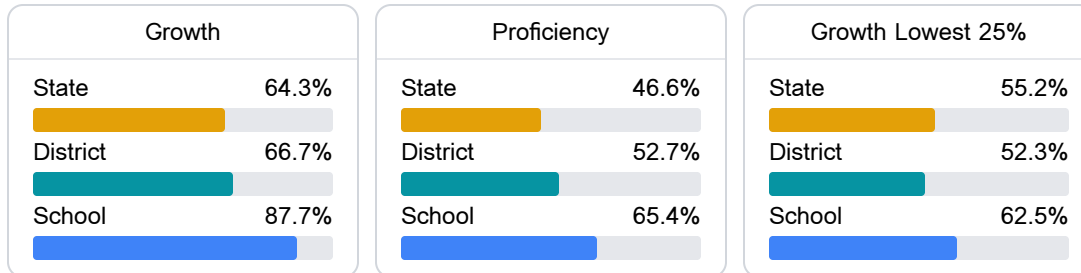 Growth
State 64.3%
District 66.7%
School 87.7%
Proficiency
State 46.6%
District 52.7%
School 65.4%
Growth Lowest 25%
State 55.2%
District 52.3%
School 62.5%